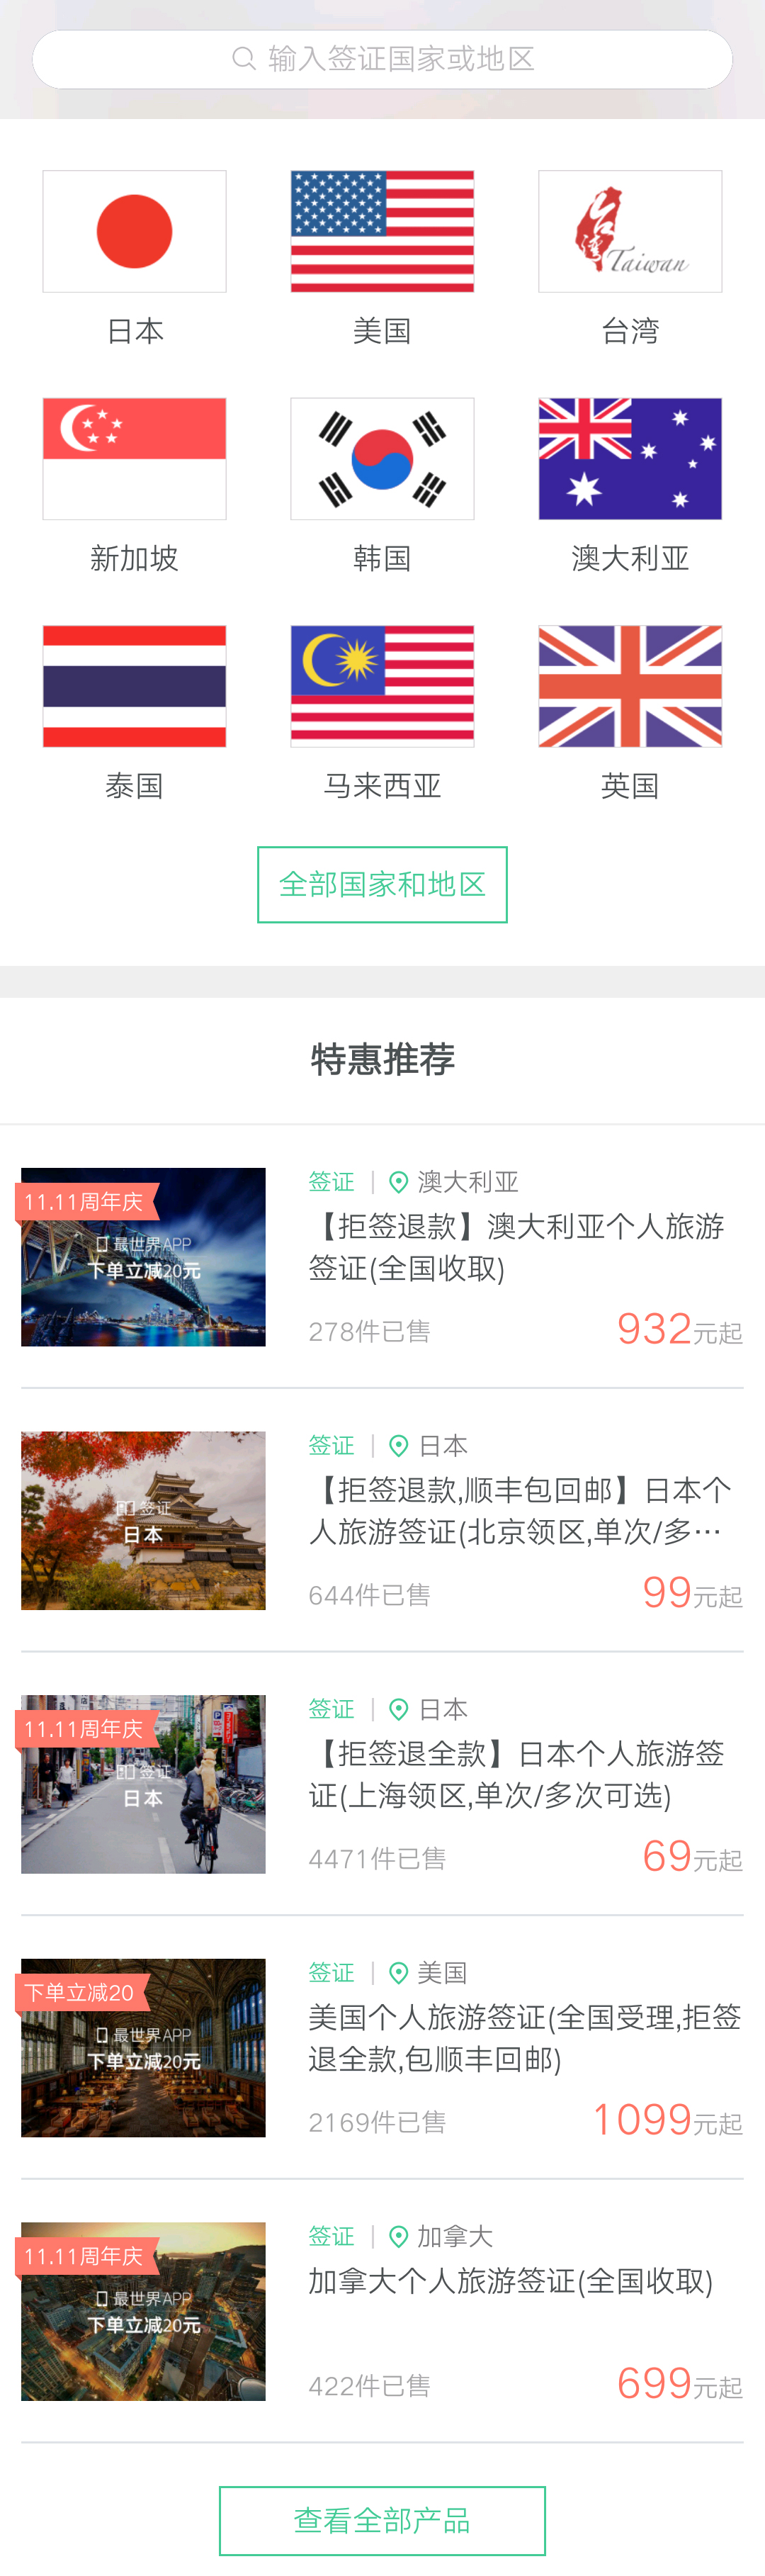 输入签证国家或地区
台湾 Taiwan
日本 美国 台湾
新加坡 韩国 澳大利亚
泰国 马来西亚 英国
全部国家和地区
特惠推荐
11.11周年庆
最世界APP
下单立减20元
签证 | 澳大利亚
【拒签退款】澳大利亚个人旅游
签证(全国收取)
278件已售 932元起
签证
日本
签证 | 日本
【拒签退款,顺丰包回邮】日本个
人旅游签证(北京领区,单次/多…
644件已售 99元起
11.11周年庆
签证
日本
签证 | 日本
【拒签退全款】日本个人旅游签
证(上海领区,单次/多次可选)
4471件已售 69元起
下单立减20
最世界APP
下单立减20元
签证 | 美国
美国个人旅游签证(全国受理,拒签
退全款,包顺丰回邮)
2169件已售 1099元起
11.11周年庆
最世界APP
下单立减20元
签证 | 加拿大
加拿大个人旅游签证(全国收取)
422件已售 699元起
查看全部产品